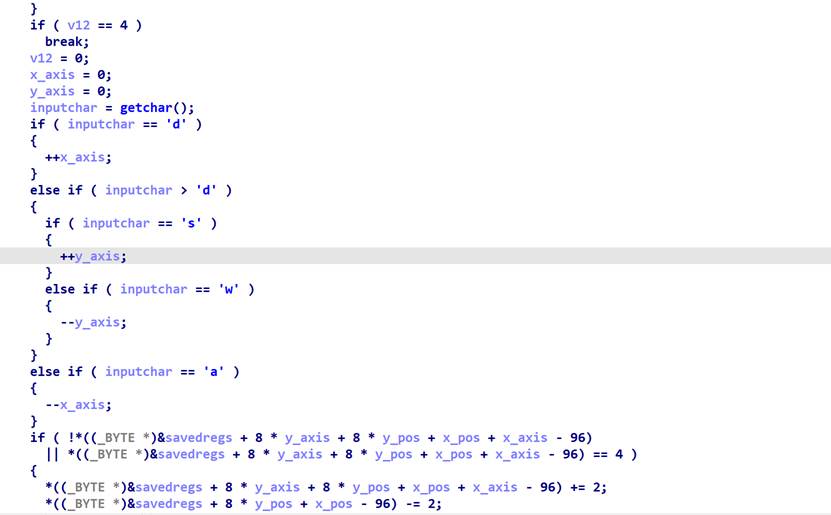 }
if ( v12 == 4 )
break;
v12 = 0;
x_axis = 0;
y_axis = 0;
inputchar = getchar();
if ( inputchar == 'd' )
{
++x_axis;
}
else if ( inputchar > 'd' )
{
if ( inputchar == 's' )
{
++y_axis;
}
else if ( inputchar == 'w' )
{
--y_axis;
}
}
else if ( inputchar == 'a' )
{
--x_axis;
}
if ( !*((_BYTE *)&savedregs + 8 * y_axis + 8 * y_pos + x_pos + x_axis - 96)
|| *((_BYTE *)&savedregs + 8 * y_axis + 8 * y_pos + x_pos + x_axis - 96) == 4 )
{
*((_BYTE *)&savedregs + 8 * y_axis + 8 * y_pos + x_pos + x_axis - 96) += 2;
*((_BYTE *)&savedregs + 8 * y_pos + x_pos - 96) -= 2;